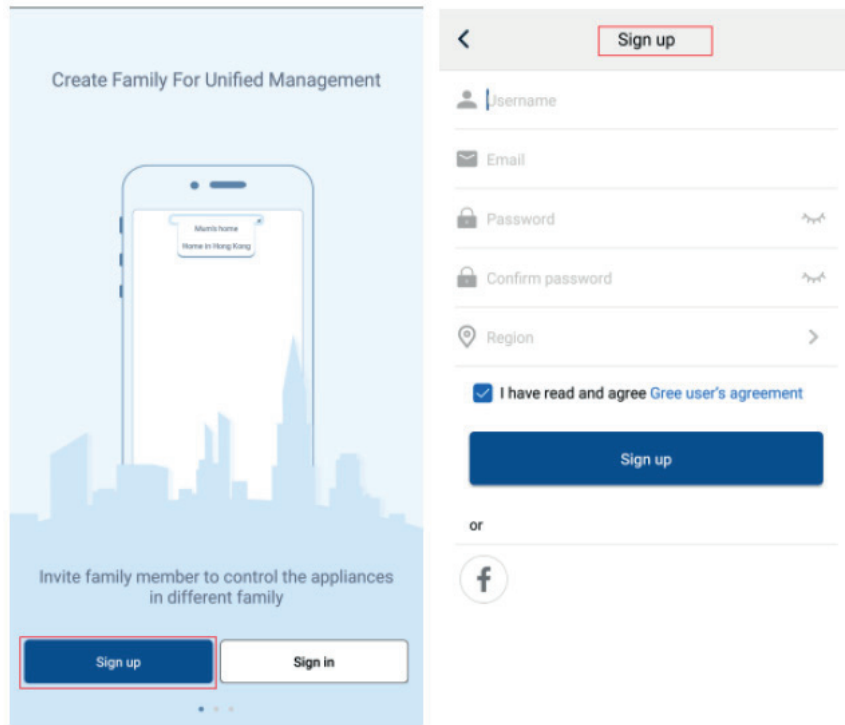 Create Family For Unified Management
Mum's home
Home in Hong Kong
Invite family member to control the appliances
in different family
Sign up
Sign in
Sign up
Username
Email
Password
Confirm password
Region
I have read and agree Gree user's agreement
Sign up
or
f